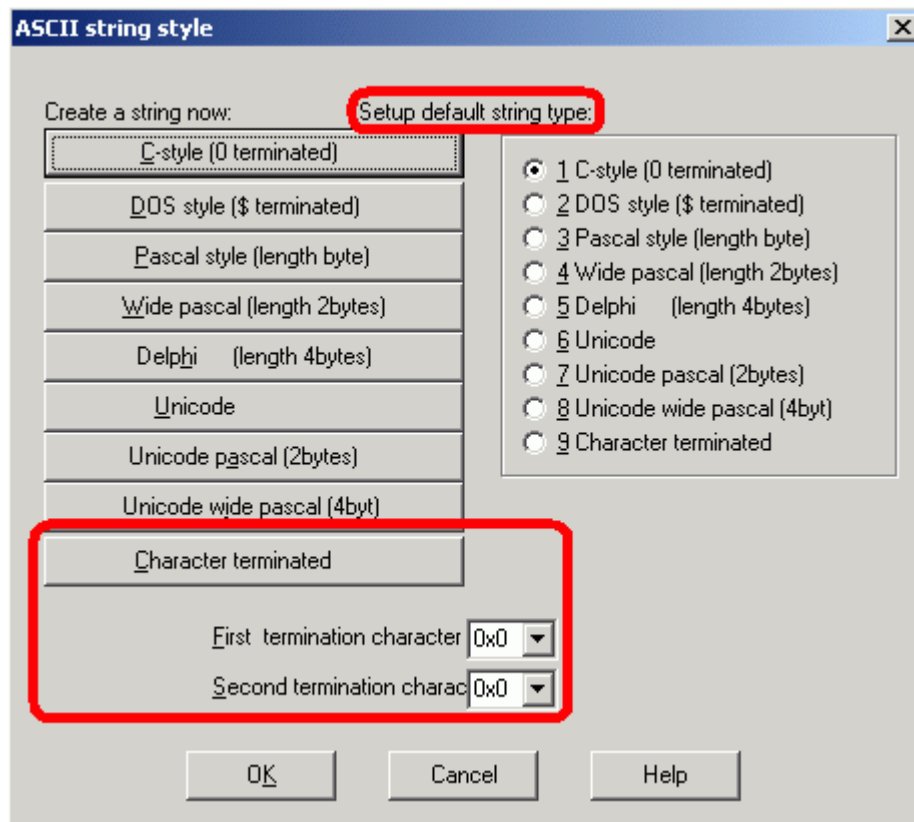 ASCII string style
Create a string now:
Setup default string type:
C-style (0 terminated)
DOS style ($ terminated)
Pascal style (length byte)
Wide pascal (length 2bytes)
Delphi (length 4bytes)
Unicode
Unicode pascal (2bytes)
Unicode wide pascal (4byt)
Character terminated
First termination character 0x0
Second termination charac 0x0
1 C-style (0 terminated)
2 DOS style ($ terminated)
3 Pascal style (length byte)
4 Wide pascal (length 2bytes)
5 Delphi (length 4bytes)
6 Unicode
7 Unicode pascal (2bytes)
8 Unicode wide pascal (4byt)
9 Character terminated
OK Cancel Help